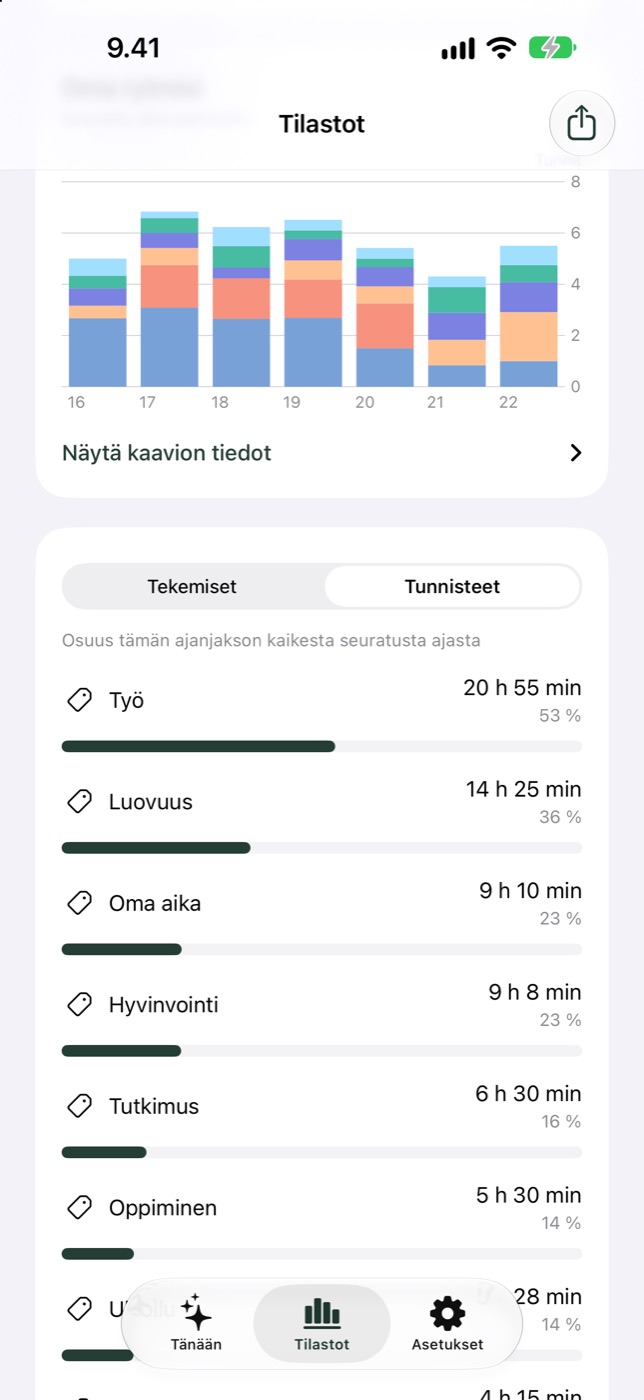 9.41
Tilastot
8
6
4
2
0
16 17 18 19 20 21 22
Näytä kaavion tiedot
Tekemiset Tunnisteet
Osuus tämän ajanjakson kaikesta seuratusta ajasta
Työ 20 h 55 min
53 %
Luovuus 14 h 25 min
36 %
Oma aika 9 h 10 min
23 %
Hyvinvointi 9 h 8 min
23 %
Tutkimus 6 h 30 min
16 %
Oppiminen 5 h 30 min
14 %
28 min
14 %
Tänään Tilastot Asetukset
4 h 15 min